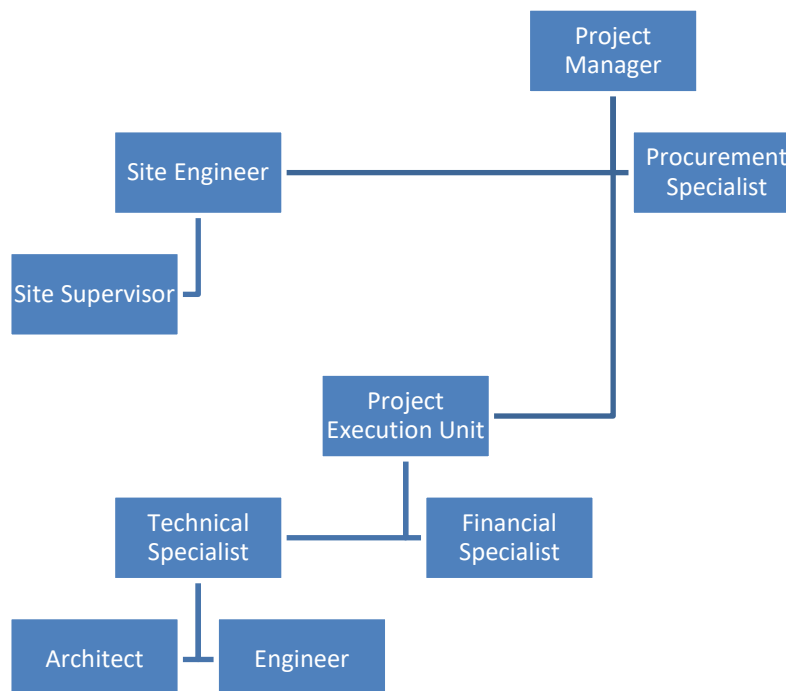 Project
Manager
Site Engineer
Procurement
Specialist
Site Supervisor
Project
Execution Unit
Technical
Specialist
Financial
Specialist
Architect
Engineer